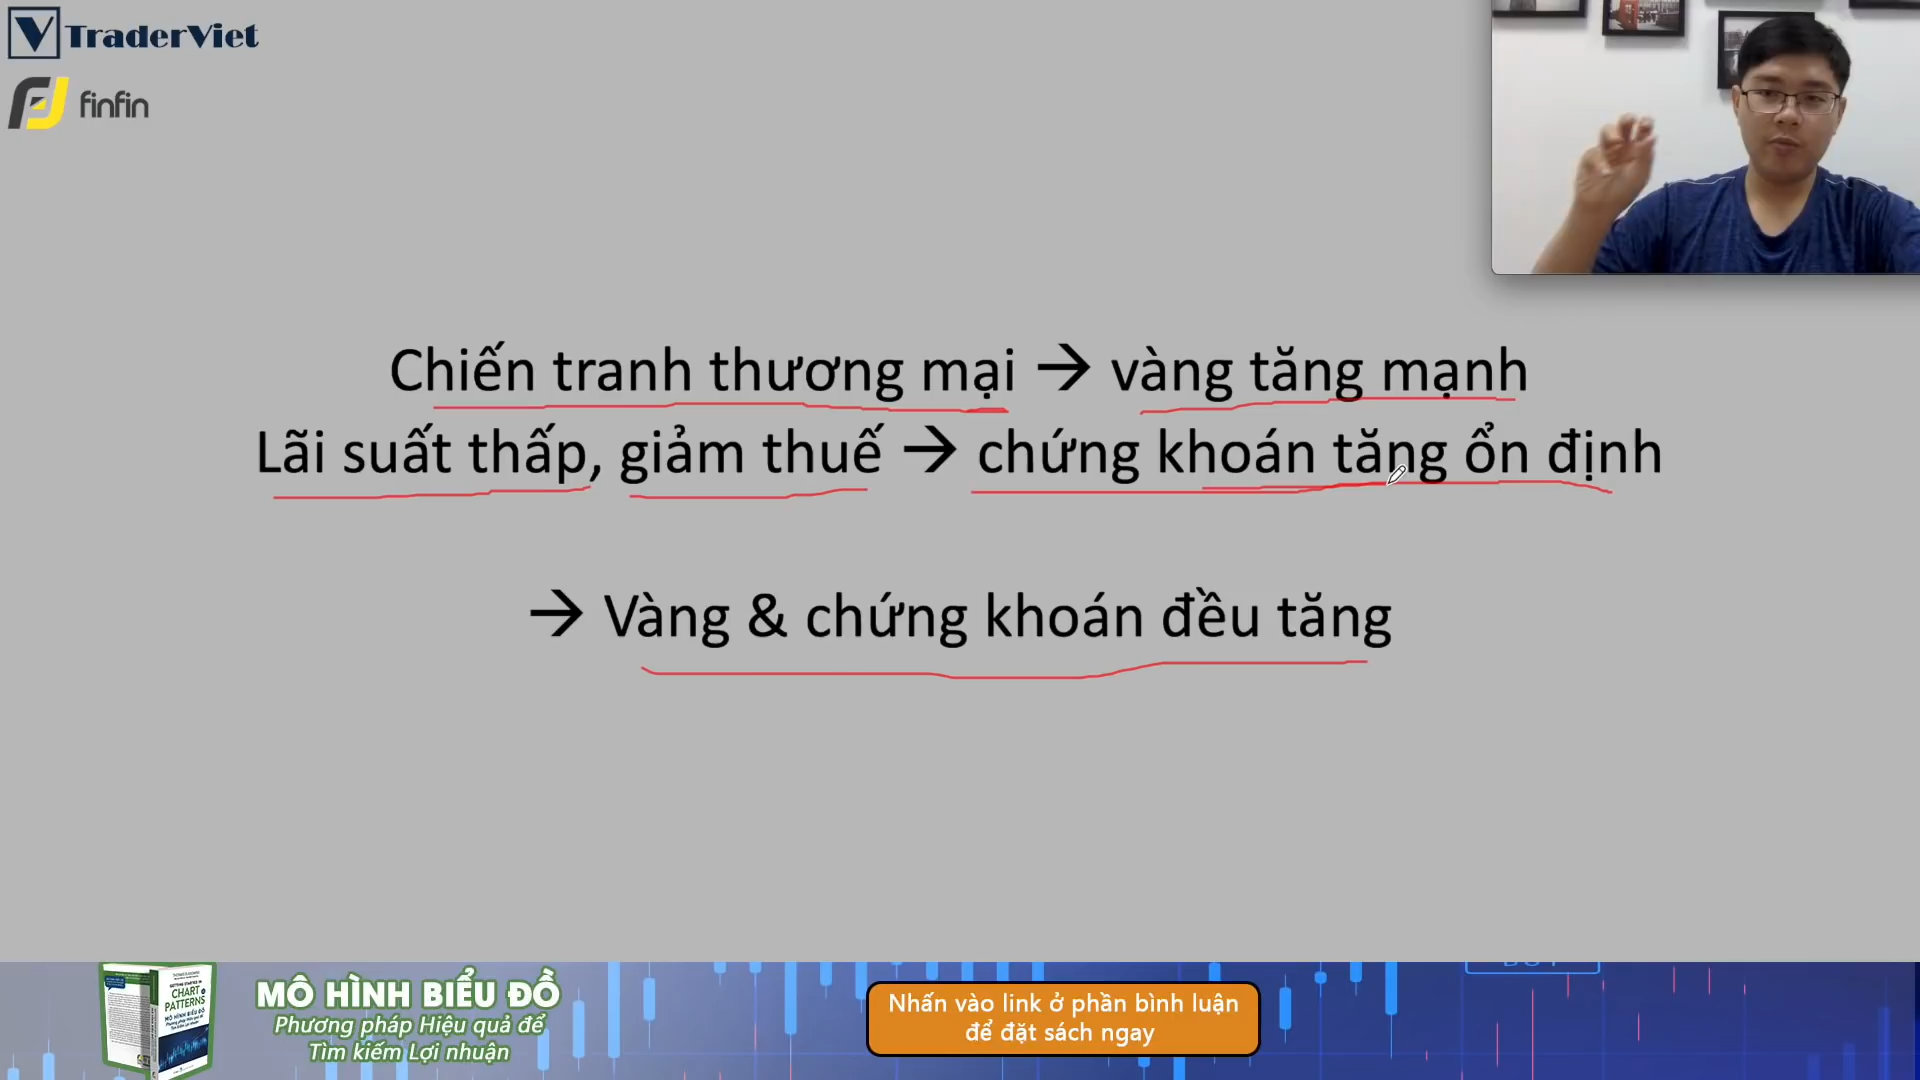 TraderViet
finfin
Chiến tranh thương mại → vàng tăng mạnh
Lãi suất thấp, giảm thuế → chứng khoán tăng ổn định
→ Vàng & chứng khoán đều tăng
CHART
PATTERNS
MÔ HÌNH BIỂU ĐỒ
Phương pháp Hiệu quả để
Tìm kiếm Lợi nhuận
Nhấn vào link ở phần bình luận
để đặt sách ngay